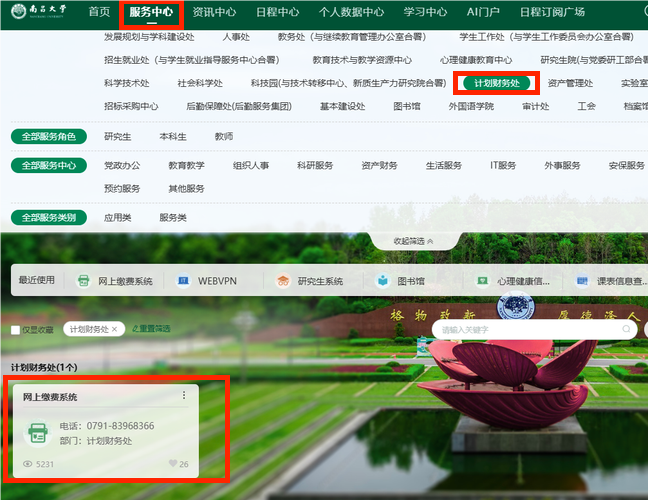 南昌大学 首页 服务中心 资讯中心 日程中心 个人数据中心 学习中心 AI门户 日程订阅广场
发展规划与学科建设处 人事处 教务处（与继续教育管理办公室合署） 学生工作处（与学生工作委员会办公室合署）
招生就业处（与学生就业指导服务中心合署） 教育技术与教学资源中心 心理健康教育中心 研究生院(与党委研工部合署
科学技术处 社会科学处 科技园(与技术转移中心、新质生产力研究院合署) 计划财务处 资产管理处 实验
招标采购中心 后勤保障处(后勤服务集团) 基本建设处 图书馆 外国语学院 审计处 工会 档案馆
全部服务角色 研究生 本科生 教师
全部服务中心 党政办公 教育教学 组织人事 科研服务 资产财务 生活服务 IT服务 外事服务 安保服务
预约服务 其他服务
全部服务类别 应用类 服务类
收起筛选
最近使用 网上缴费系统 WEBVPN 研究生系统 图书馆 心理健康信... 课表信息查...
格物致新 厚德泽人
仅显收藏 计划财务处 × 重置筛选 请输入关键字
计划财务处(1个)
网上缴费系统
电话：0791-83968366
部门：计划财务处
5231 26